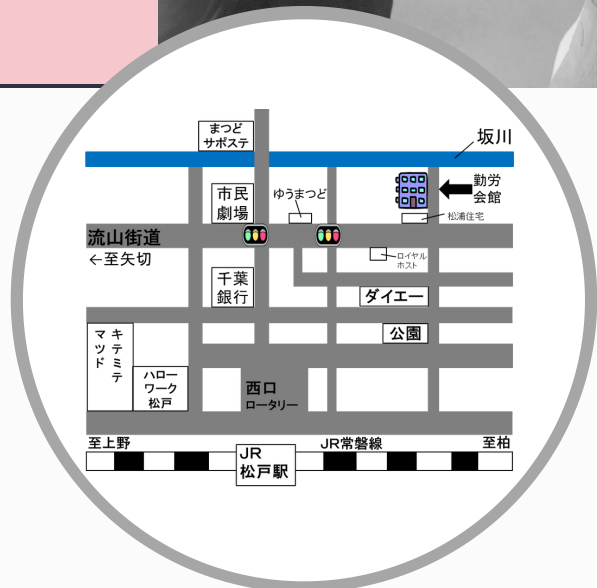 まつど
サポステ
坂川
市民
劇場
ゆうまつど
勤労
会館
松浦住宅
流山街道
←至矢切
ロイヤル
ホスト
千葉
銀行
ダイエー
公園
キテミテ
マツド
ハロー
ワーク
松戸
西口
ロータリー
至上野
JR常磐線
至柏
JR
松戸駅